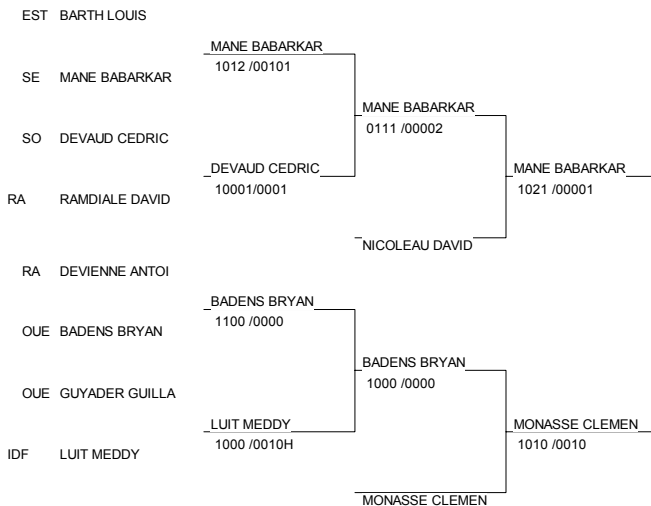 EST BARTH LOUIS
MANE BABARKAR
1012 /00101
SE MANE BABARKAR
MANE BABARKAR
0111 /00002
SO DEVAUD CEDRIC
DEVAUD CEDRIC
10001/0001
MANE BABARKAR
1021 /00001
RA RAMDIALE DAVID
NICOLEAU DAVID
RA DEVIENNE ANTOI
BADENS BRYAN
1100 /0000
OUE BADENS BRYAN
BADENS BRYAN
1000 /0000
OUE GUYADER GUILLA
LUIT MEDDY
1000 /0010H
MONASSE CLEMEN
1010 /0010
IDF LUIT MEDDY
MONASSE CLEMEN